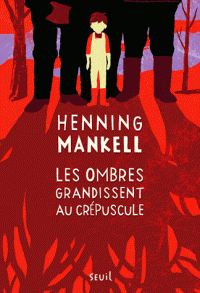 HENNING
MANKELL
LES OMBRES
GRANDISSENT
AU CRÉPUSCULE
SEUIL